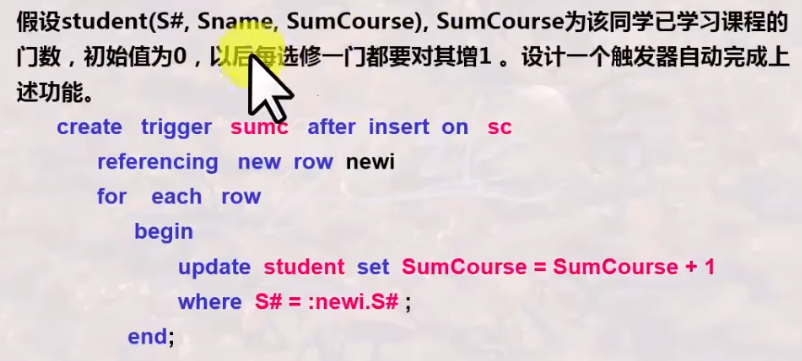 假设student(S#, Sname, SumCourse), SumCourse为该同学已学习课程的
门数，初始值为0，以后每选修一门都要对其增1 。设计一个触发器自动完成上
述功能。
create trigger sumc after insert on sc
referencing new row newi
for each row
begin
update student set SumCourse = SumCourse + 1
where S# = :newi.S# ;
end;